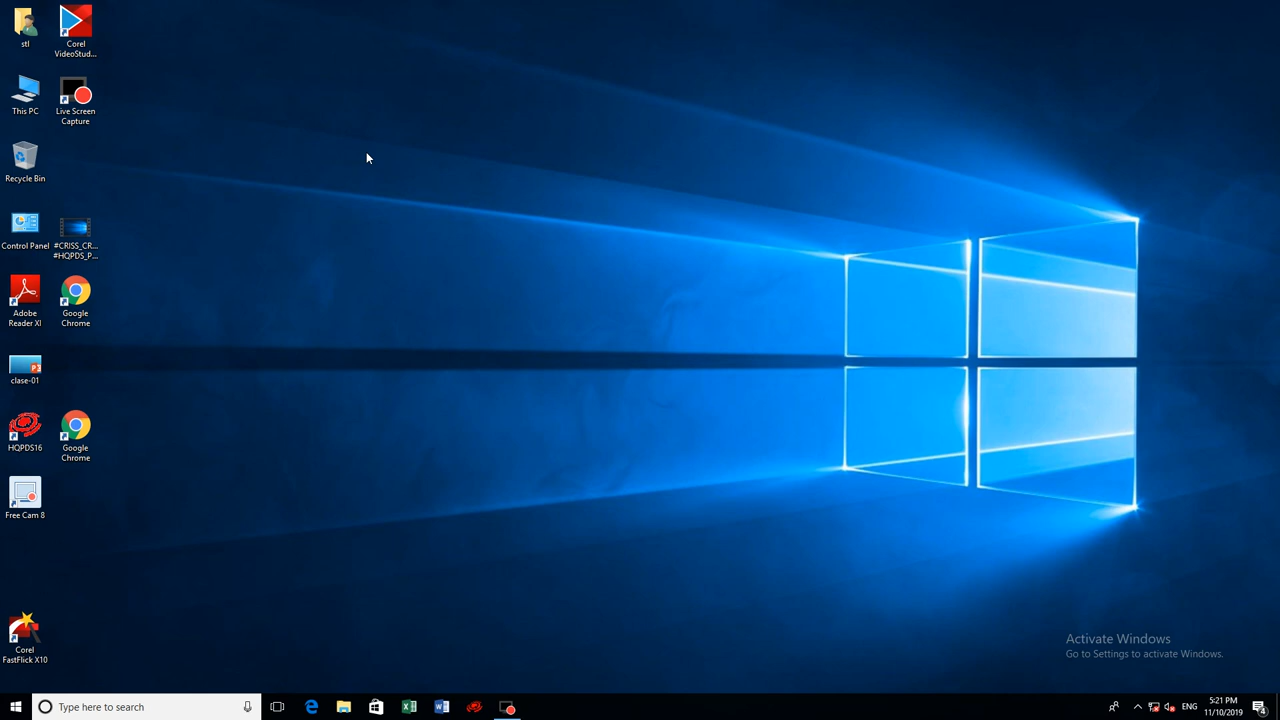 stl
Corel
VideoStud...
This PC
Live Screen
Capture
Recycle Bin
Control Panel
#CRISS_CR...
#HQPDS_P...
Adobe
Reader XI
Google
Chrome
clase-01
HQPDS16
Google
Chrome
Free Cam 8
Corel
FastFlick X10
Activate Windows
Go to Settings to activate Windows.
Type here to search
ENG
5:21 PM
11/10/2019
4